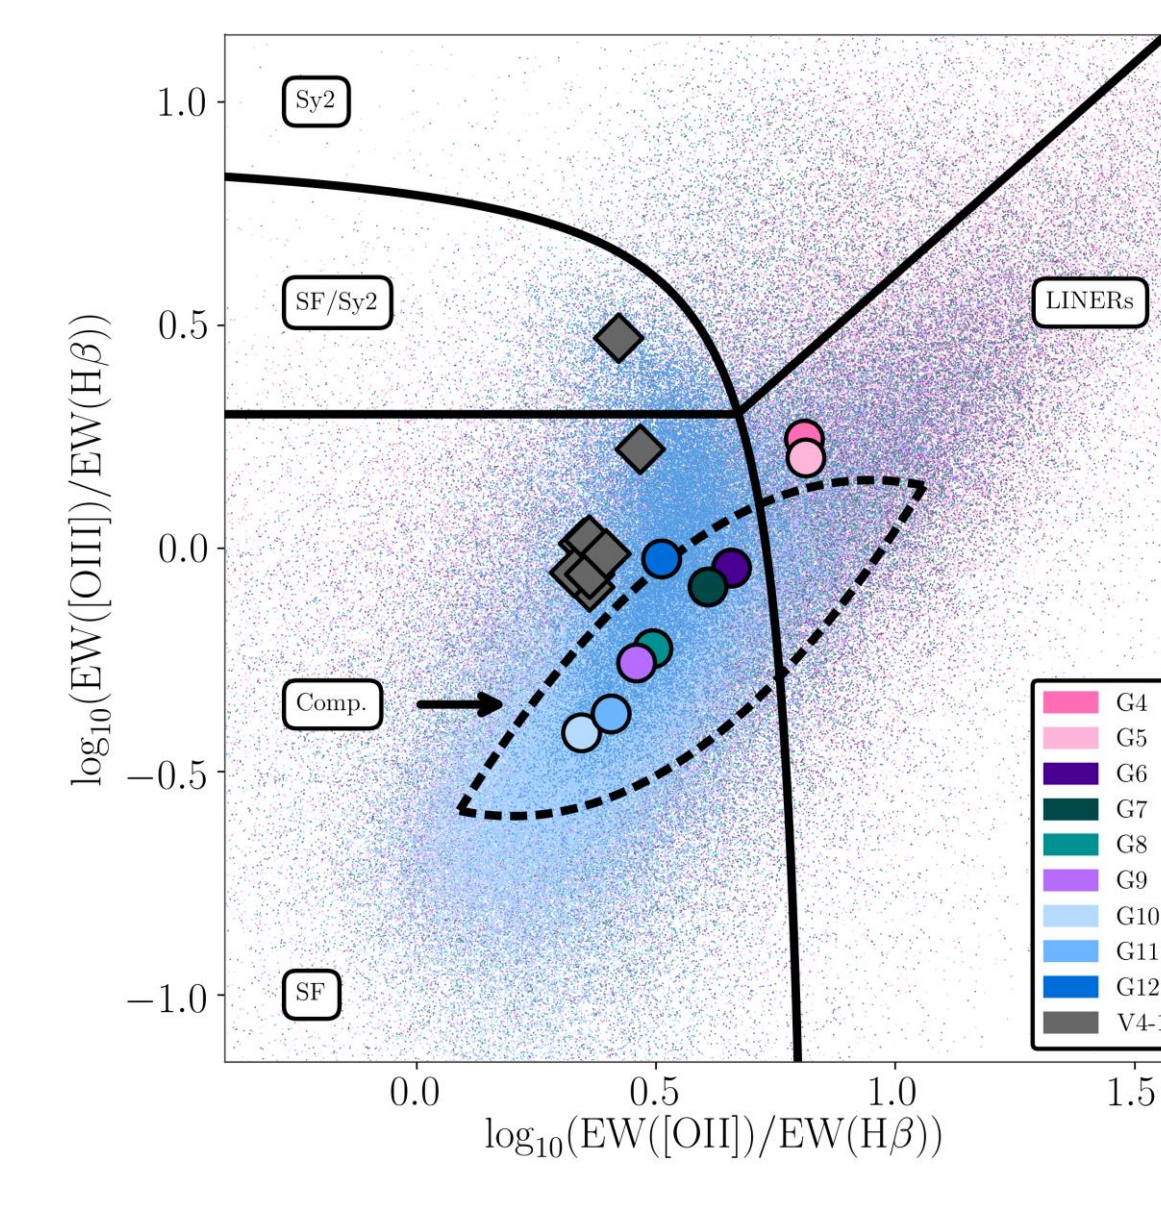 1.0
0.5
0.0
−0.5
−1.0
log10(EW([OIII])/EW(Hβ))
Sy2
SF/Sy2
LINERs
Comp.
SF
G4
G5
G6
G7
G8
G9
G10
G11
G12
V4-1
0.0 0.5 1.0 1.5
log10(EW([OII])/EW(Hβ))